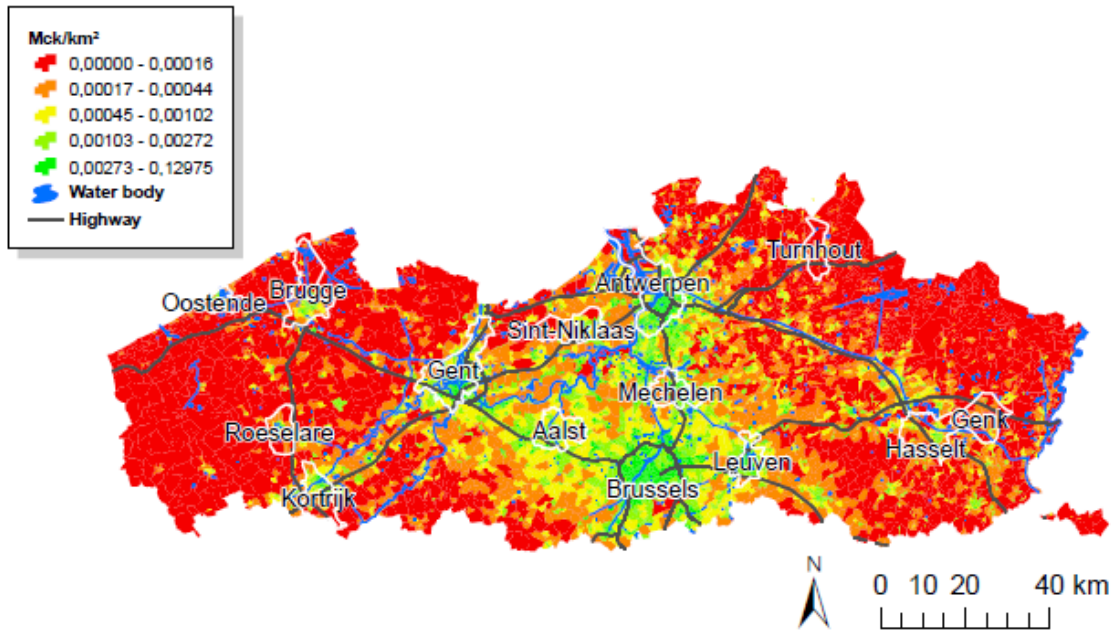 Mck/km²
0,00000 - 0,00016
0,00017 - 0,00044
0,00045 - 0,00102
0,00103 - 0,00272
0,00273 - 0,12975
Water body
Highway
Turnhout
Antwerpen
Brugge
Oostende
Sint-Niklaas
Gent
Mechelen
Genk
Roeselare
Aalst
Hasselt
Leuven
Brussels
Kortrijk
N
0 10 20 40 km